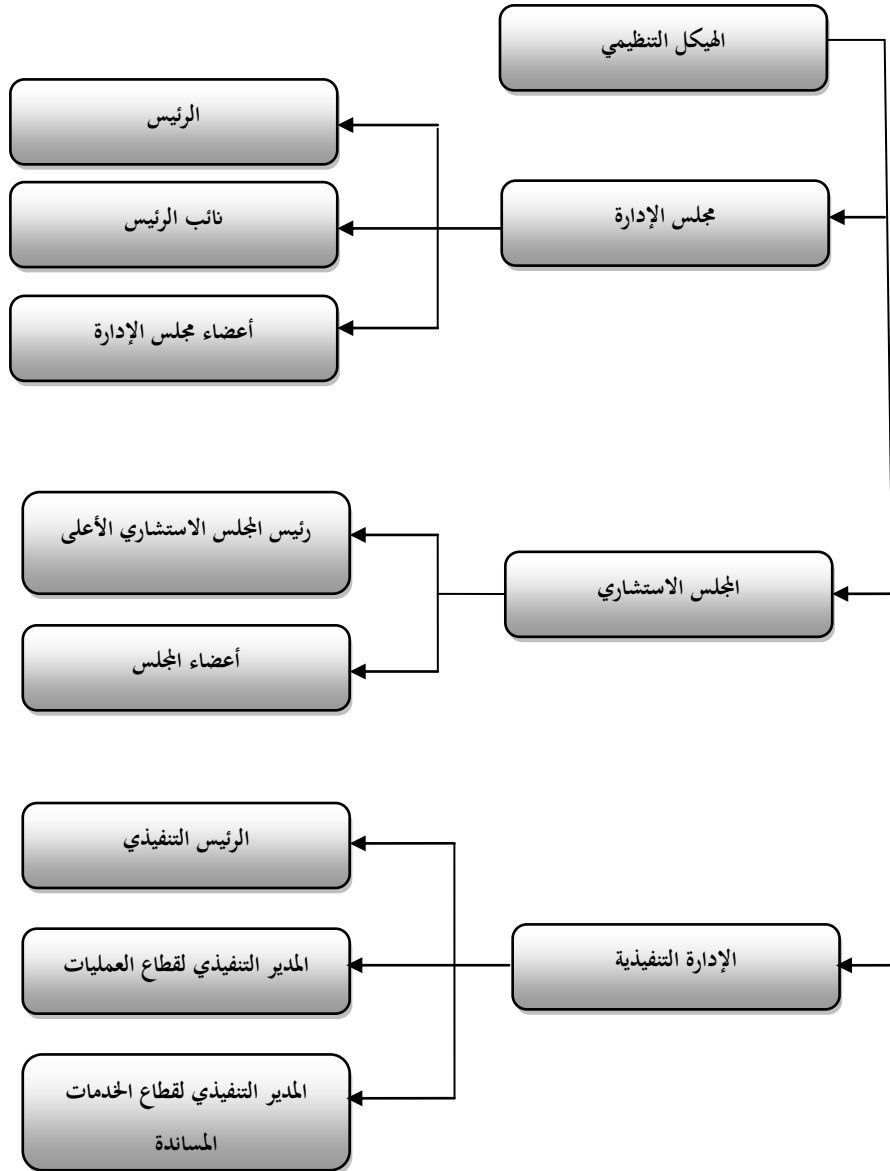 الهيكل التنظيمي
مجلس الإدارة
الرئيس
نائب الرئيس
أعضاء مجلس الإدارة
المجلس الاستشاري
رئيس المجلس الاستشاري الأعلى
أعضاء المجلس
الإدارة التنفيذية
الرئيس التنفيذي
المدير التنفيذي لقطاع العمليات
المدير التنفيذي لقطاع الخدمات
المساندة